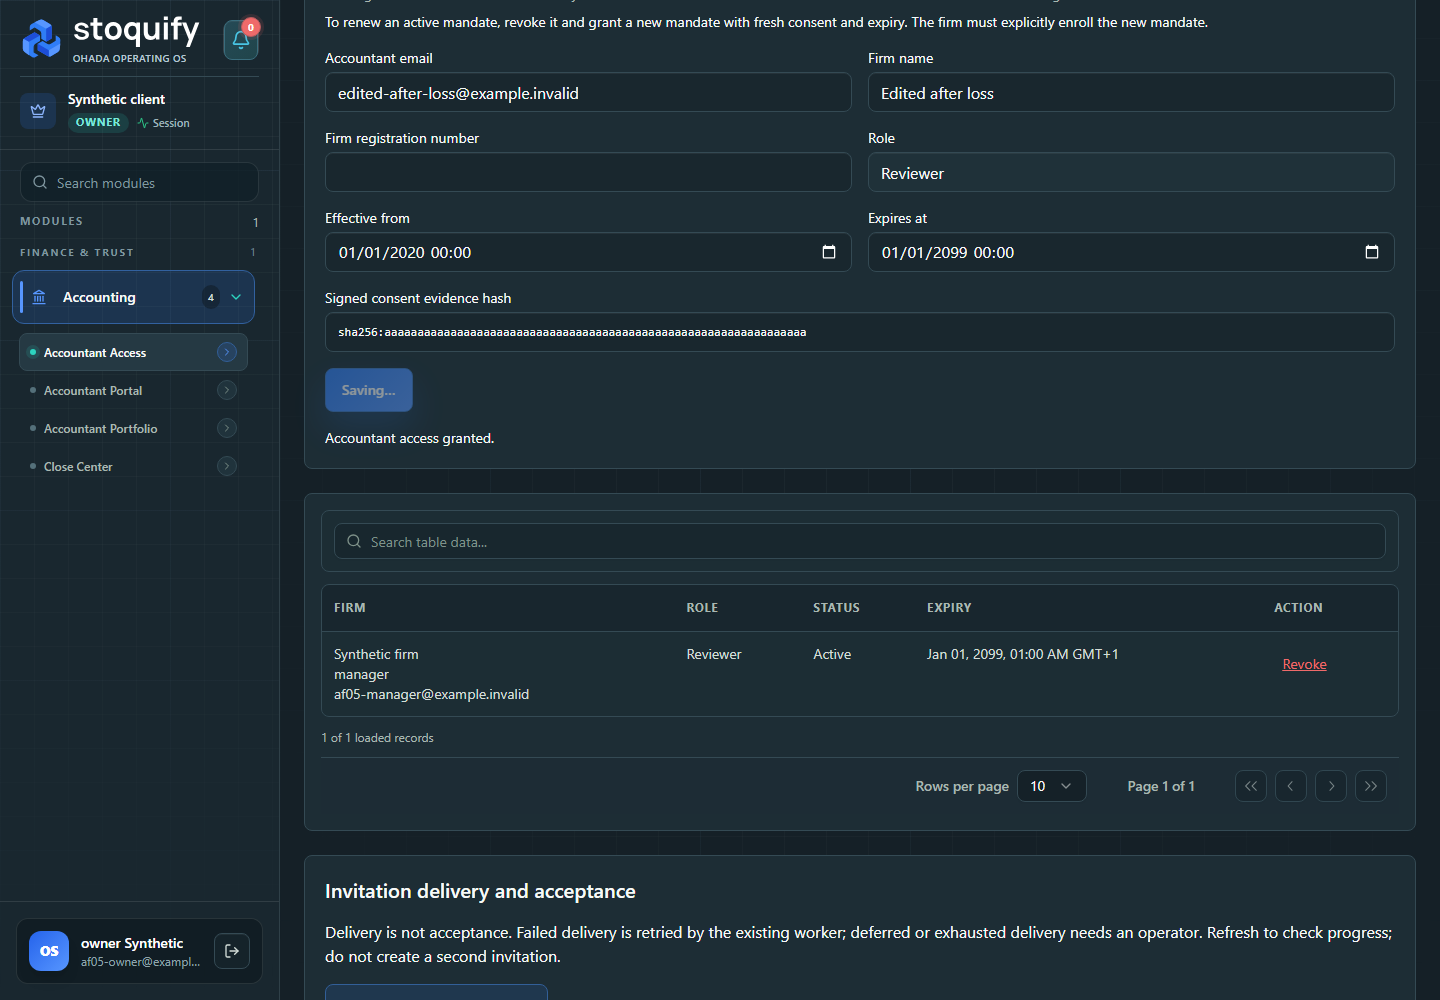 stoquify
OHADA OPERATING OS
0
Synthetic client
OWNER
Session
Search modules
MODULES
1
FINANCE & TRUST
1
Accounting
4
Accountant Access
Accountant Portal
Accountant Portfolio
Close Center
OS
owner Synthetic
af05-owner@exampl...
To renew an active mandate, revoke it and grant a new mandate with fresh consent and expiry. The firm must explicitly enroll the new mandate.
Accountant email
Firm name
edited-after-loss@example.invalid
Edited after loss
Firm registration number
Role
Reviewer
Effective from
Expires at
01/01/2020 00:00
01/01/2099 00:00
Signed consent evidence hash
sha256:aaaaaaaaaaaaaaaaaaaaaaaaaaaaaaaaaaaaaaaaaaaaaaaaaaaaaaaaaaaaaaaa
Saving...
Accountant access granted.
Search table data...
FIRM ROLE STATUS EXPIRY ACTION
Synthetic firm Reviewer Active Jan 01, 2099, 01:00 AM GMT+1 Revoke
manager
af05-manager@example.invalid
1 of 1 loaded records
Rows per page 10 Page 1 of 1
Invitation delivery and acceptance
Delivery is not acceptance. Failed delivery is retried by the existing worker; deferred or exhausted delivery needs an operator. Refresh to check progress;
do not create a second invitation.